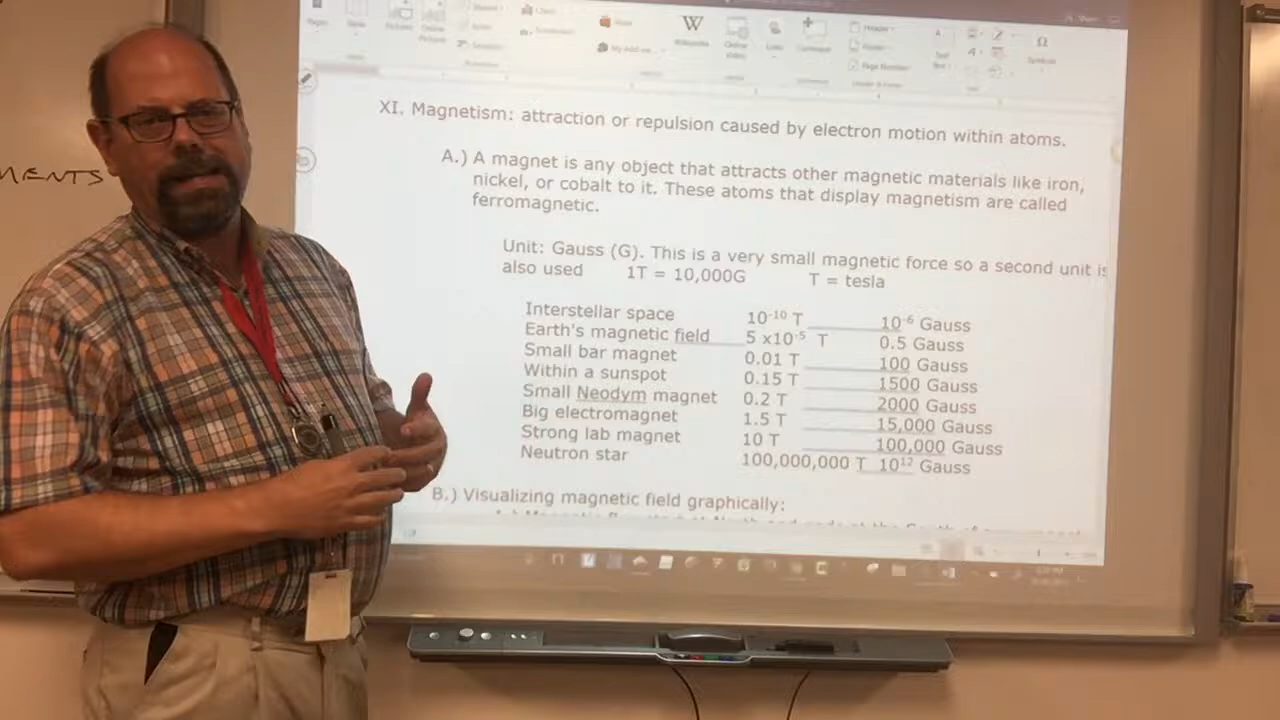 Header
Page Number
Symbols
MENTS
XI. Magnetism: attraction or repulsion caused by electron motion within atoms.
A.) A magnet is any object that attracts other magnetic materials like iron,
nickel, or cobalt to it. These atoms that display magnetism are called
ferromagnetic.
Unit: Gauss (G). This is a very small magnetic force so a second unit is
also used 1T = 10,000G T = tesla
Interstellar space 10⁻¹⁰ T 10⁻⁶ Gauss
Earth's magnetic field 5 x10⁻⁵ T 0.5 Gauss
Small bar magnet 0.01 T 100 Gauss
Within a sunspot 0.15 T 1500 Gauss
Small Neodym magnet 0.2 T 2000 Gauss
Big electromagnet 1.5 T 15,000 Gauss
Strong lab magnet 10 T 100,000 Gauss
Neutron star 100,000,000 T 10¹² Gauss
B.) Visualizing magnetic field graphically: